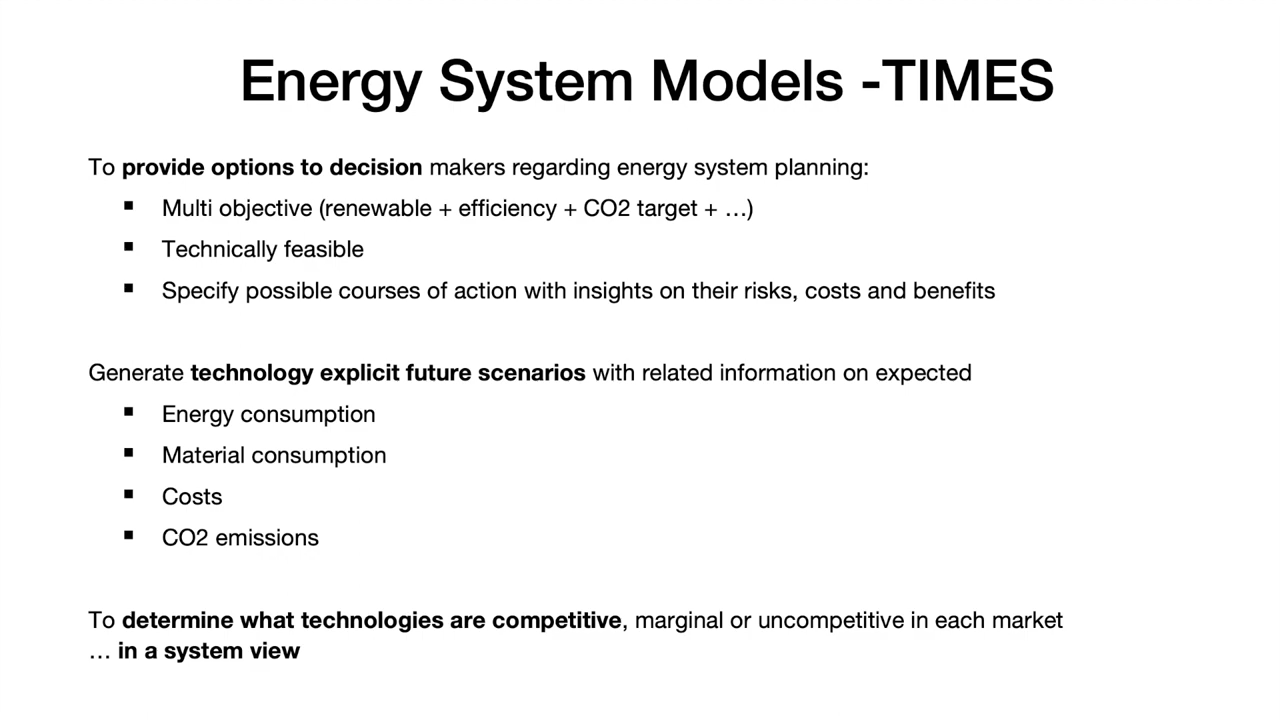 Energy System Models -TIMES
To provide options to decision makers regarding energy system planning:
▪ Multi objective (renewable + efficiency + CO2 target + …)
▪ Technically feasible
▪ Specify possible courses of action with insights on their risks, costs and benefits
Generate technology explicit future scenarios with related information on expected
▪ Energy consumption
▪ Material consumption
▪ Costs
▪ CO2 emissions
To determine what technologies are competitive, marginal or uncompetitive in each market
… in a system view